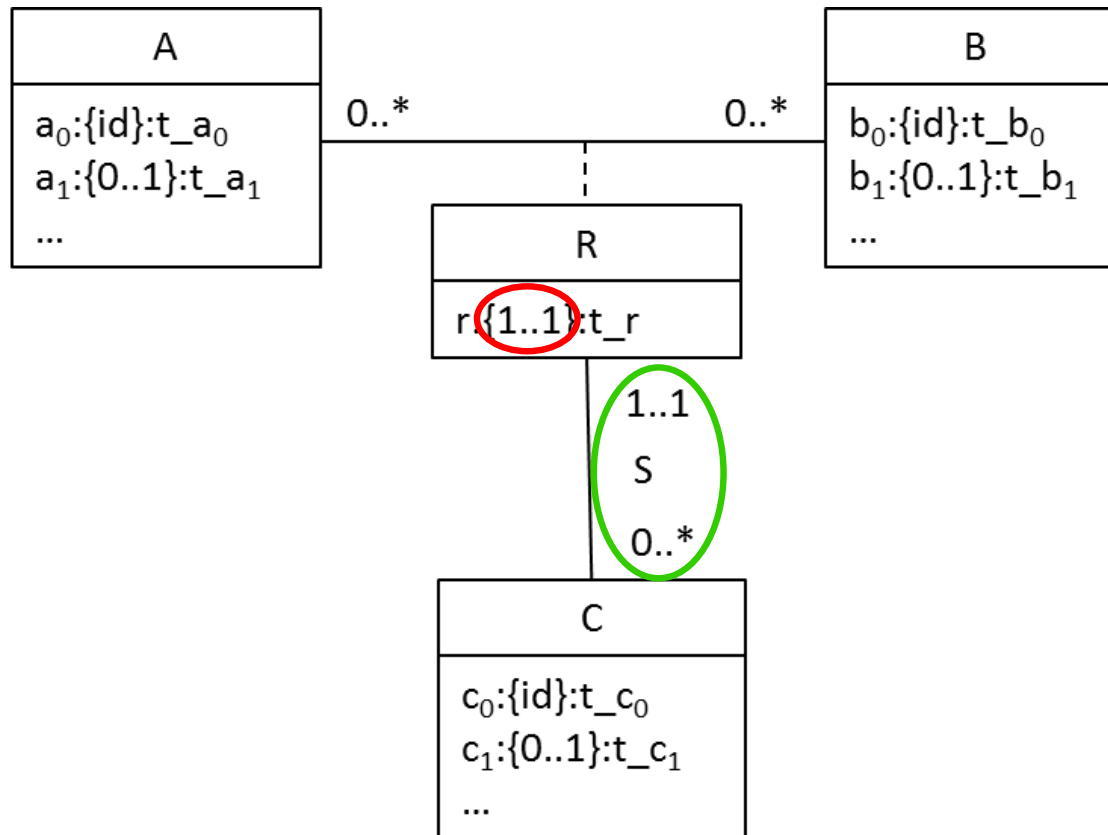 A
a₀:{id}:t_a₀
a₁:{0..1}:t_a₁
...
0..*
0..*
B
b₀:{id}:t_b₀
b₁:{0..1}:t_b₁
...
R
r:{1..1}:t_r
1..1
S
0..*
C
c₀:{id}:t_c₀
c₁:{0..1}:t_c₁
...